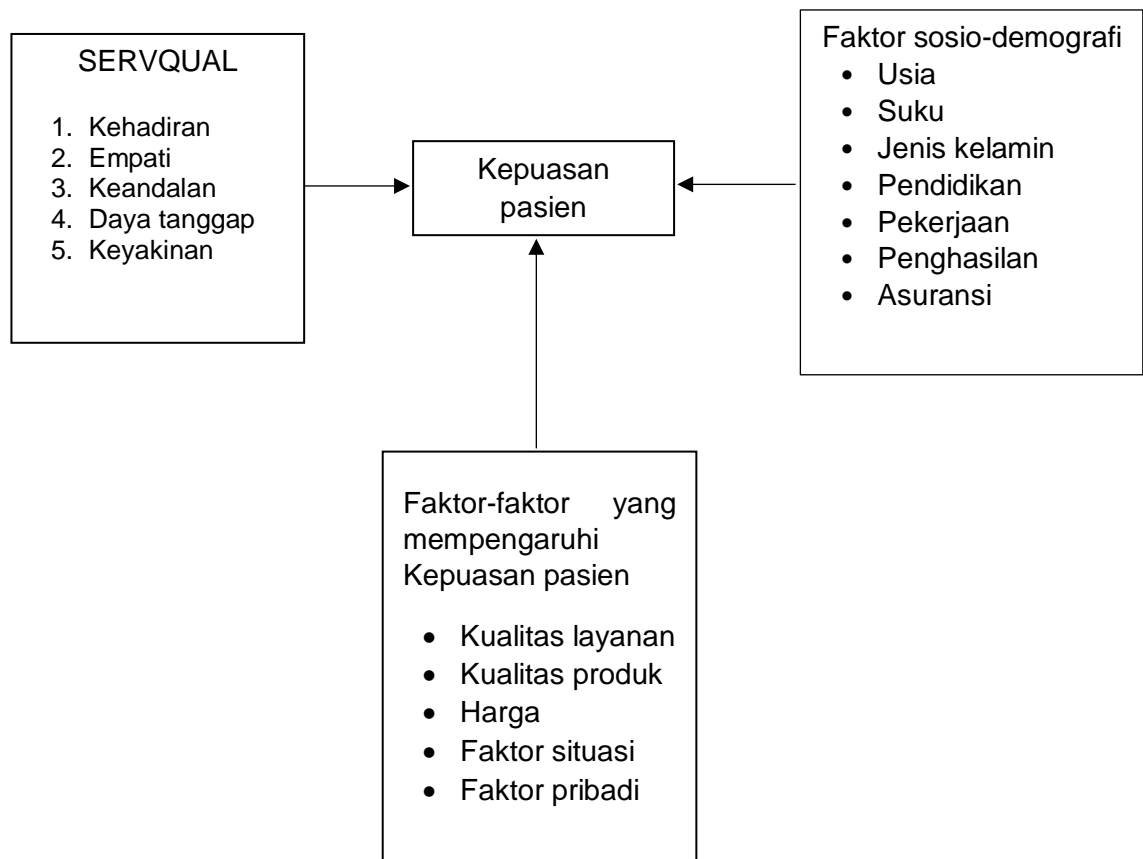 SERVQUAL
1. Kehadiran
2. Empati
3. Keandalan
4. Daya tanggap
5. Keyakinan
Kepuasan
pasien
Faktor sosio-demografi
• Usia
• Suku
• Jenis kelamin
• Pendidikan
• Pekerjaan
• Penghasilan
• Asuransi
Faktor-faktor yang
mempengaruhi
Kepuasan pasien
• Kualitas layanan
• Kualitas produk
• Harga
• Faktor situasi
• Faktor pribadi